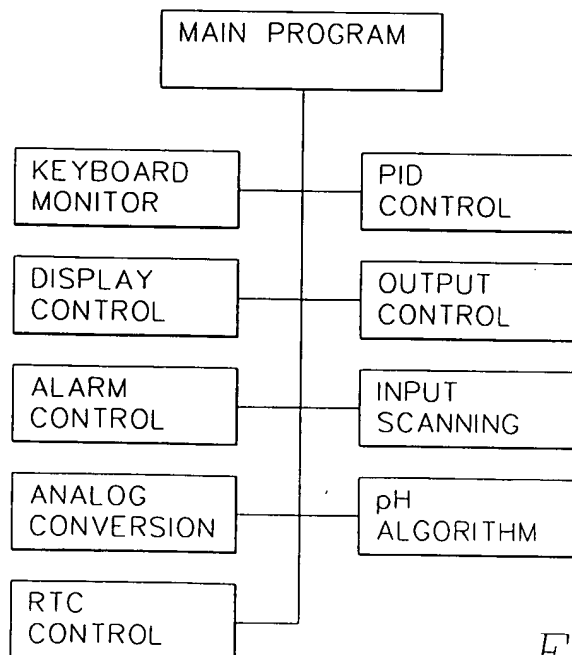 MAIN PROGRAM
KEYBOARD
MONITOR
PID
CONTROL
DISPLAY
CONTROL
OUTPUT
CONTROL
ALARM
CONTROL
INPUT
SCANNING
ANALOG
CONVERSION
pH
ALGORITHM
RTC
CONTROL